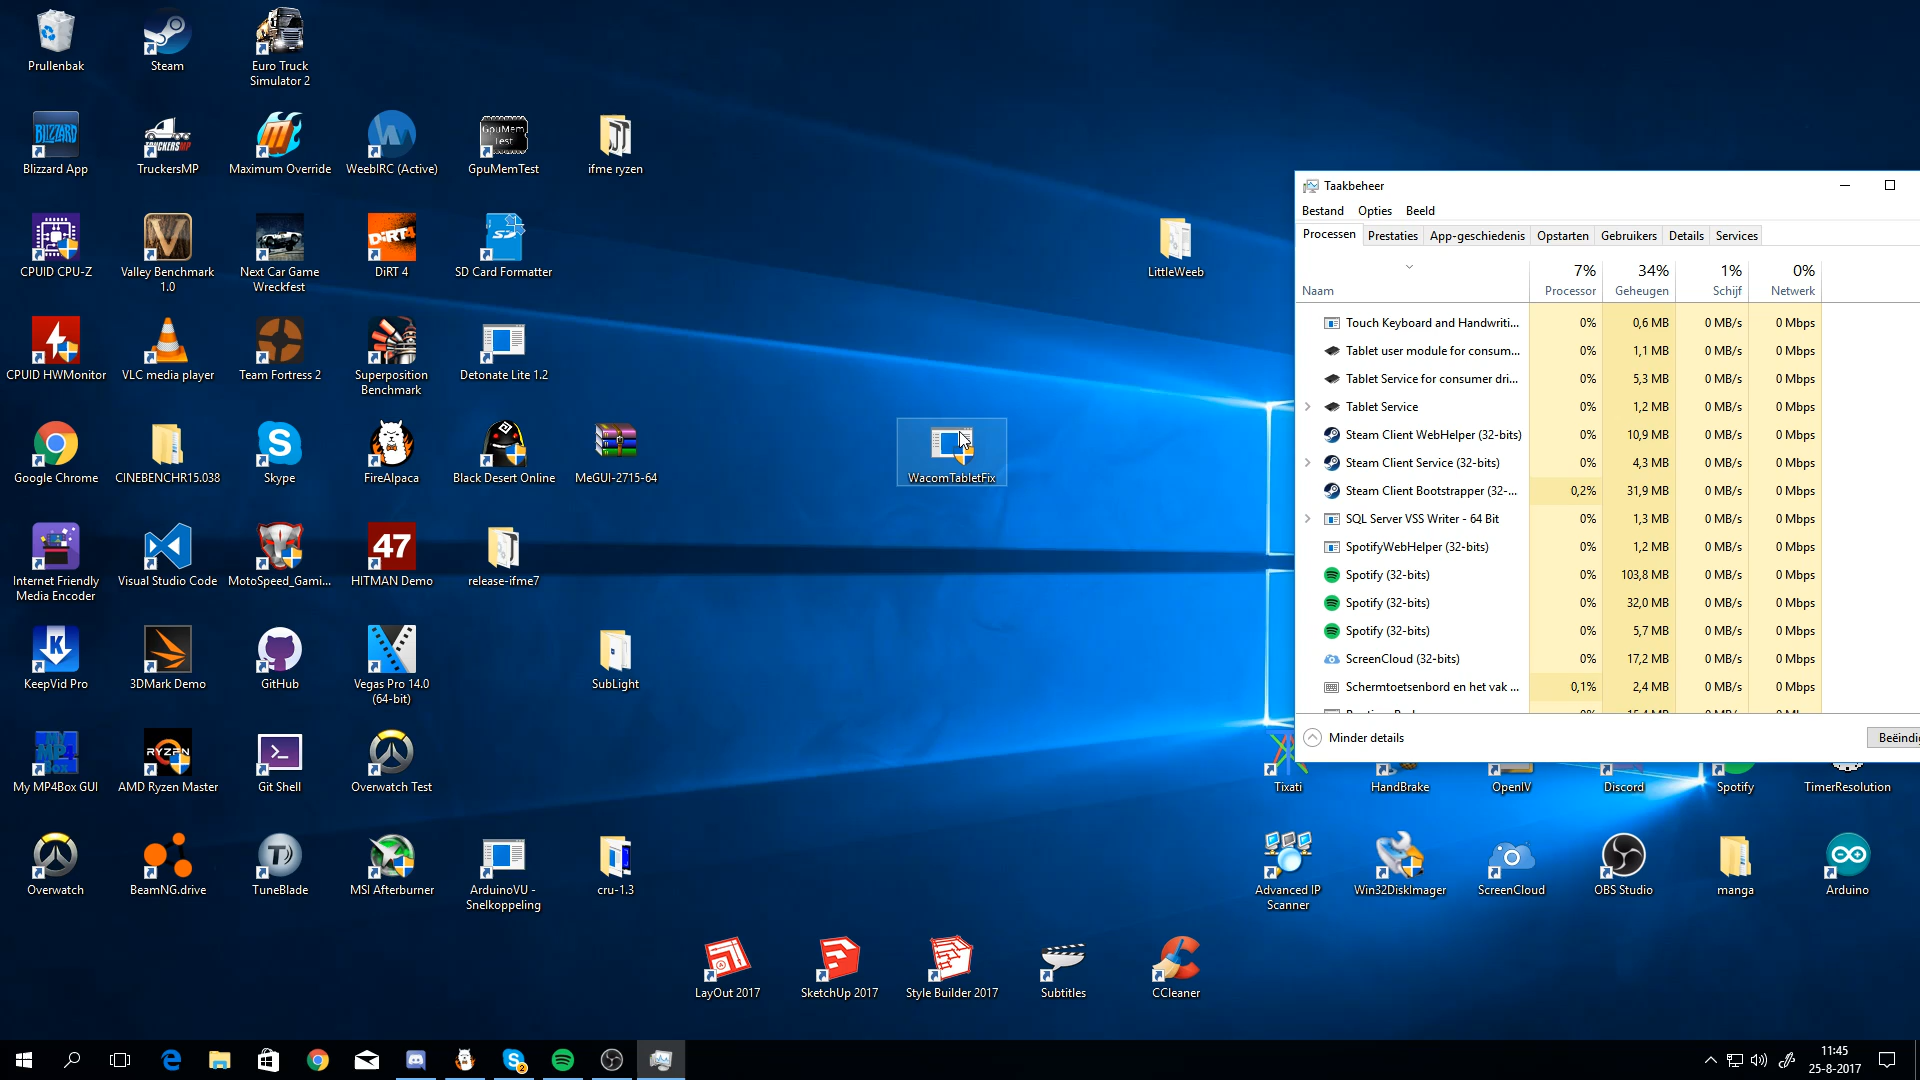 Prullenbak
Steam
Euro Truck
Simulator 2
BLIZZARD
TRUCKERSMP
GpuMem
Test
Blizzard App
TruckersMP
Maximum Override
WeebIRC (Active)
GpuMemTest
ifme ryzen
DiRT4
SD
CPUID CPU-Z
Valley Benchmark
1.0
Next Car Game
Wreckfest
DiRT 4
SD Card Formatter
LittleWeeb
CPUID HWMonitor
VLC media player
Team Fortress 2
Superposition
Benchmark
Detonate Lite 1.2
Google Chrome
CINEBENCHR15.038
Skype
FireAlpaca
Black Desert Online
MeGUI-2715-64
WacomTabletFix
47
Internet Friendly
Media Encoder
Visual Studio Code
MotoSpeed_Gami...
HITMAN Demo
release-ifme7
KeepVid Pro
3DMark Demo
GitHub
Vegas Pro 14.0
(64-bit)
SubLight
RYZEN
My MP4Box GUI
AMD Ryzen Master
Git Shell
Overwatch Test
Overwatch
BeamNG.drive
TuneBlade
MSI Afterburner
ArduinoVU -
Snelkoppeling
cru-1.3
LayOut 2017
SketchUp 2017
Style Builder 2017
Subtitles
CCleaner
Taakbeheer
Bestand Opties Beeld
Processen Prestaties App-geschiedenis Opstarten Gebruikers Details Services
7% 34% 1% 0%
Naam Processor Geheugen Schijf Netwerk
Touch Keyboard and Handwriti... 0% 0,6 MB 0 MB/s 0 Mbps
Tablet user module for consum... 0% 1,1 MB 0 MB/s 0 Mbps
Tablet Service for consumer dri... 0% 5,3 MB 0 MB/s 0 Mbps
Tablet Service 0% 1,2 MB 0 MB/s 0 Mbps
Steam Client WebHelper (32-bits) 0% 10,9 MB 0 MB/s 0 Mbps
Steam Client Service (32-bits) 0% 4,3 MB 0 MB/s 0 Mbps
Steam Client Bootstrapper (32-... 0,2% 31,9 MB 0 MB/s 0 Mbps
SQL Server VSS Writer - 64 Bit 0% 1,3 MB 0 MB/s 0 Mbps
SpotifyWebHelper (32-bits) 0% 1,2 MB 0 MB/s 0 Mbps
Spotify (32-bits) 0% 103,8 MB 0 MB/s 0 Mbps
Spotify (32-bits) 0% 32,0 MB 0 MB/s 0 Mbps
Spotify (32-bits) 0% 5,7 MB 0 MB/s 0 Mbps
ScreenCloud (32-bits) 0% 17,2 MB 0 MB/s 0 Mbps
Schermtoetsenbord en het vak ... 0,1% 2,4 MB 0 MB/s 0 Mbps
Minder details
Beëindig
Tixati
HandBrake
OpenIV
Discord
Spotify
TimerResolution
Advanced IP
Scanner
Win32DiskImager
ScreenCloud
OBS Studio
manga
Arduino
2
11:45
25-8-2017